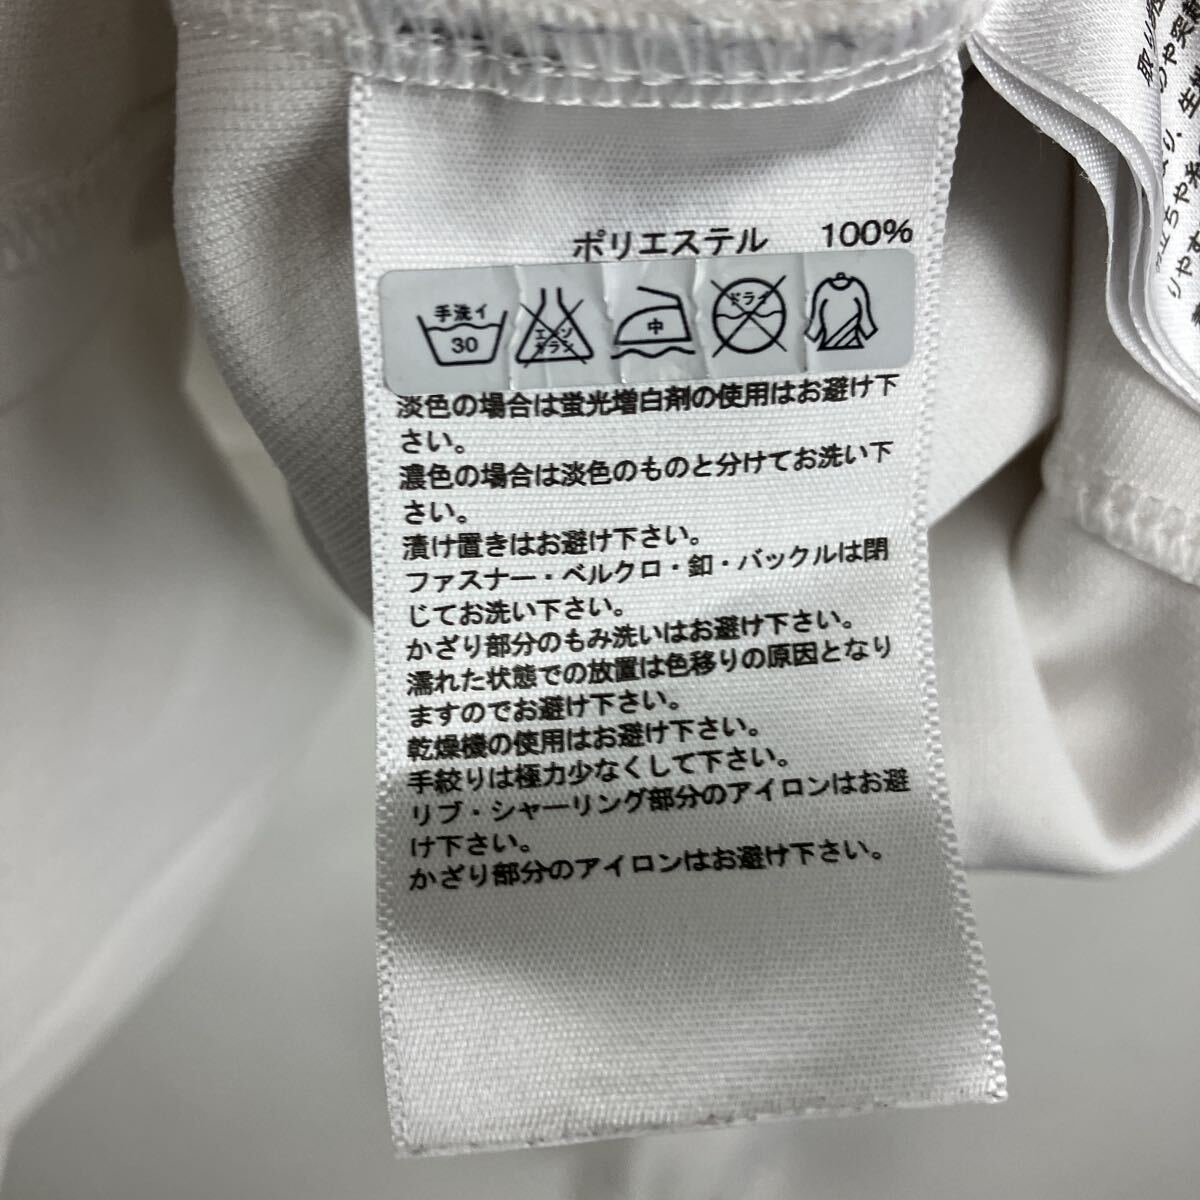 ポリエステル 100%
手洗イ 30
エンソ サラシ
中
ドライ
淡色の場合は蛍光増白剤の使用はお避け下
さい。
濃色の場合は淡色のものと分けてお洗い下
さい。
漬け置きはお避け下さい。
ファスナー・ベルクロ・釦・バックルは閉
じてお洗い下さい。
かざり部分のもみ洗いはお避け下さい。
濡れた状態での放置は色移りの原因となり
ますのでお避け下さい。
乾燥機の使用はお避け下さい。
手絞りは極力少なくして下さい。
リブ・シャーリング部分のアイロンはお避
け下さい。
かざり部分のアイロンはお避け下さい。